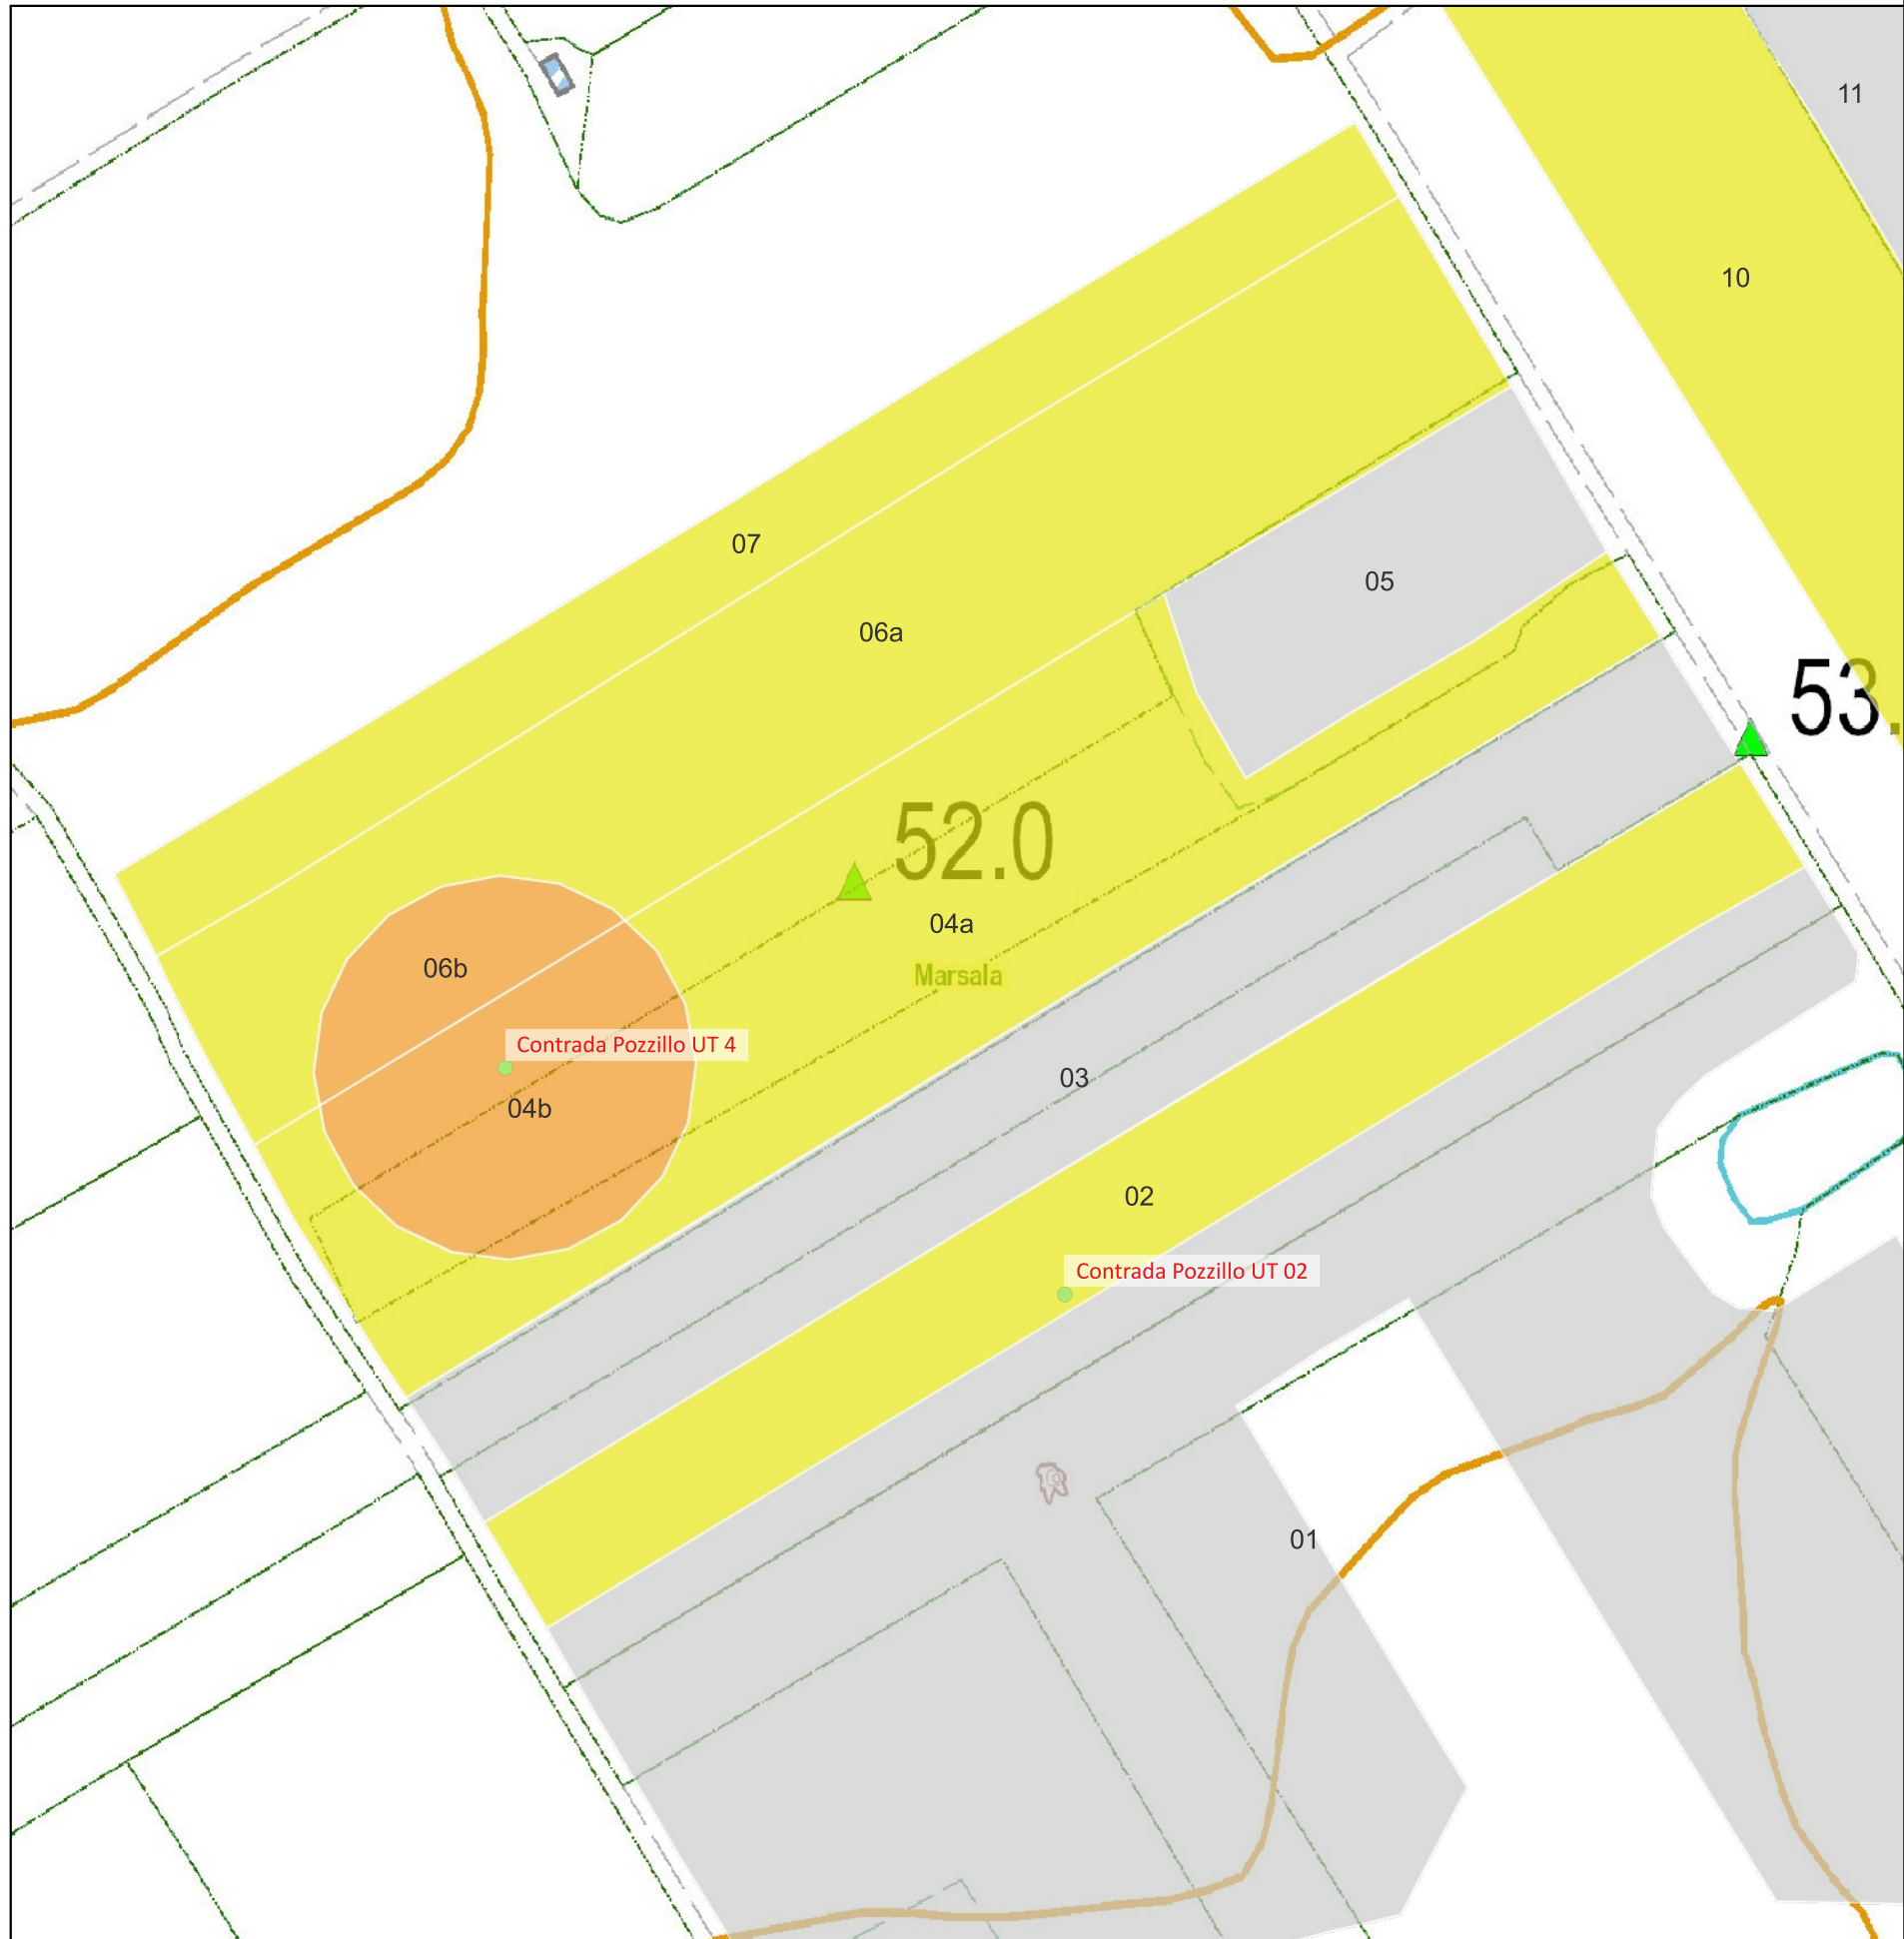 11
10
07
05
06a
53.
52.0
04a
Marsala
06b
Contrada Pozzillo UT 4
03
04b
02
Contrada Pozzillo UT 02
01